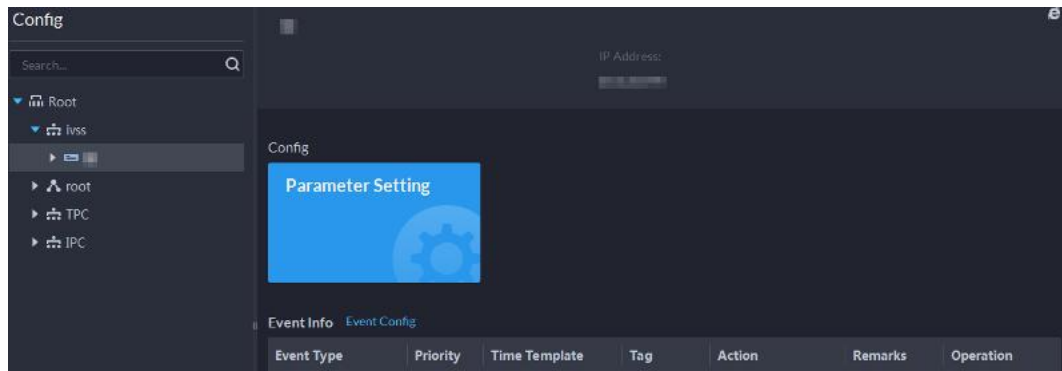 Config
Search...
Root
ivss
root
TPC
IPC
IP Address:
Config
Parameter Setting
Event Info Event Config
Event Type Priority Time Template Tag Action Remarks Operation